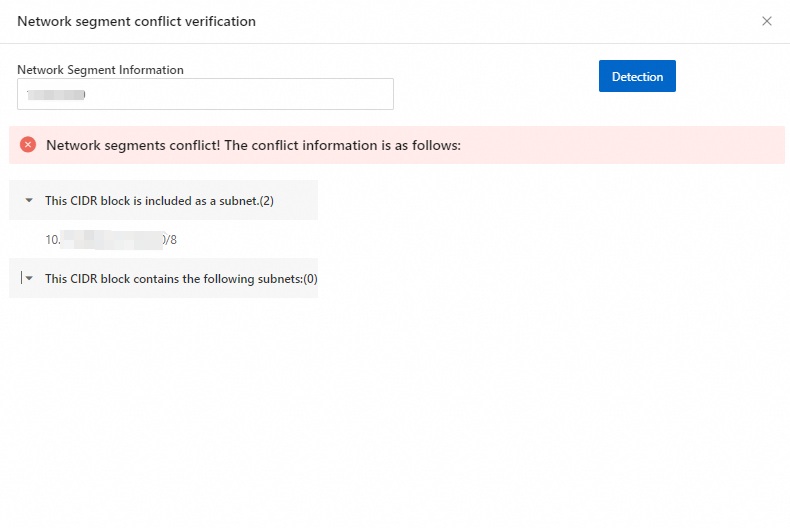 Network segment conflict verification
Network Segment Information
Detection
Network segments conflict! The conflict information is as follows:
This CIDR block is included as a subnet.(2)
10. /8
This CIDR block contains the following subnets:(0)